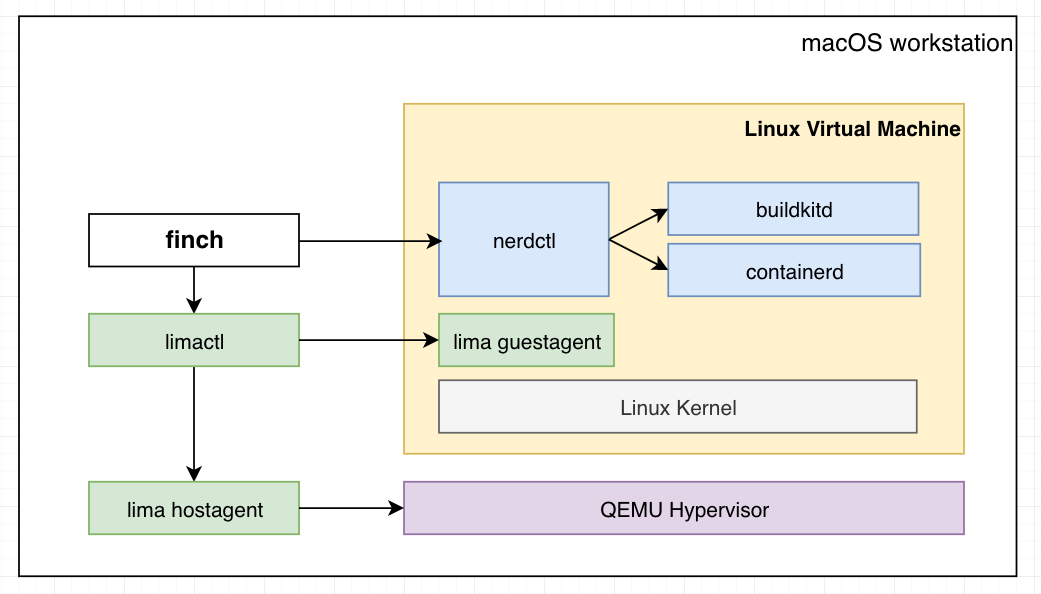 macOS workstation
Linux Virtual Machine
finch
nerdctl
buildkitd
containerd
limactl
lima guestagent
Linux Kernel
lima hostagent
QEMU Hypervisor